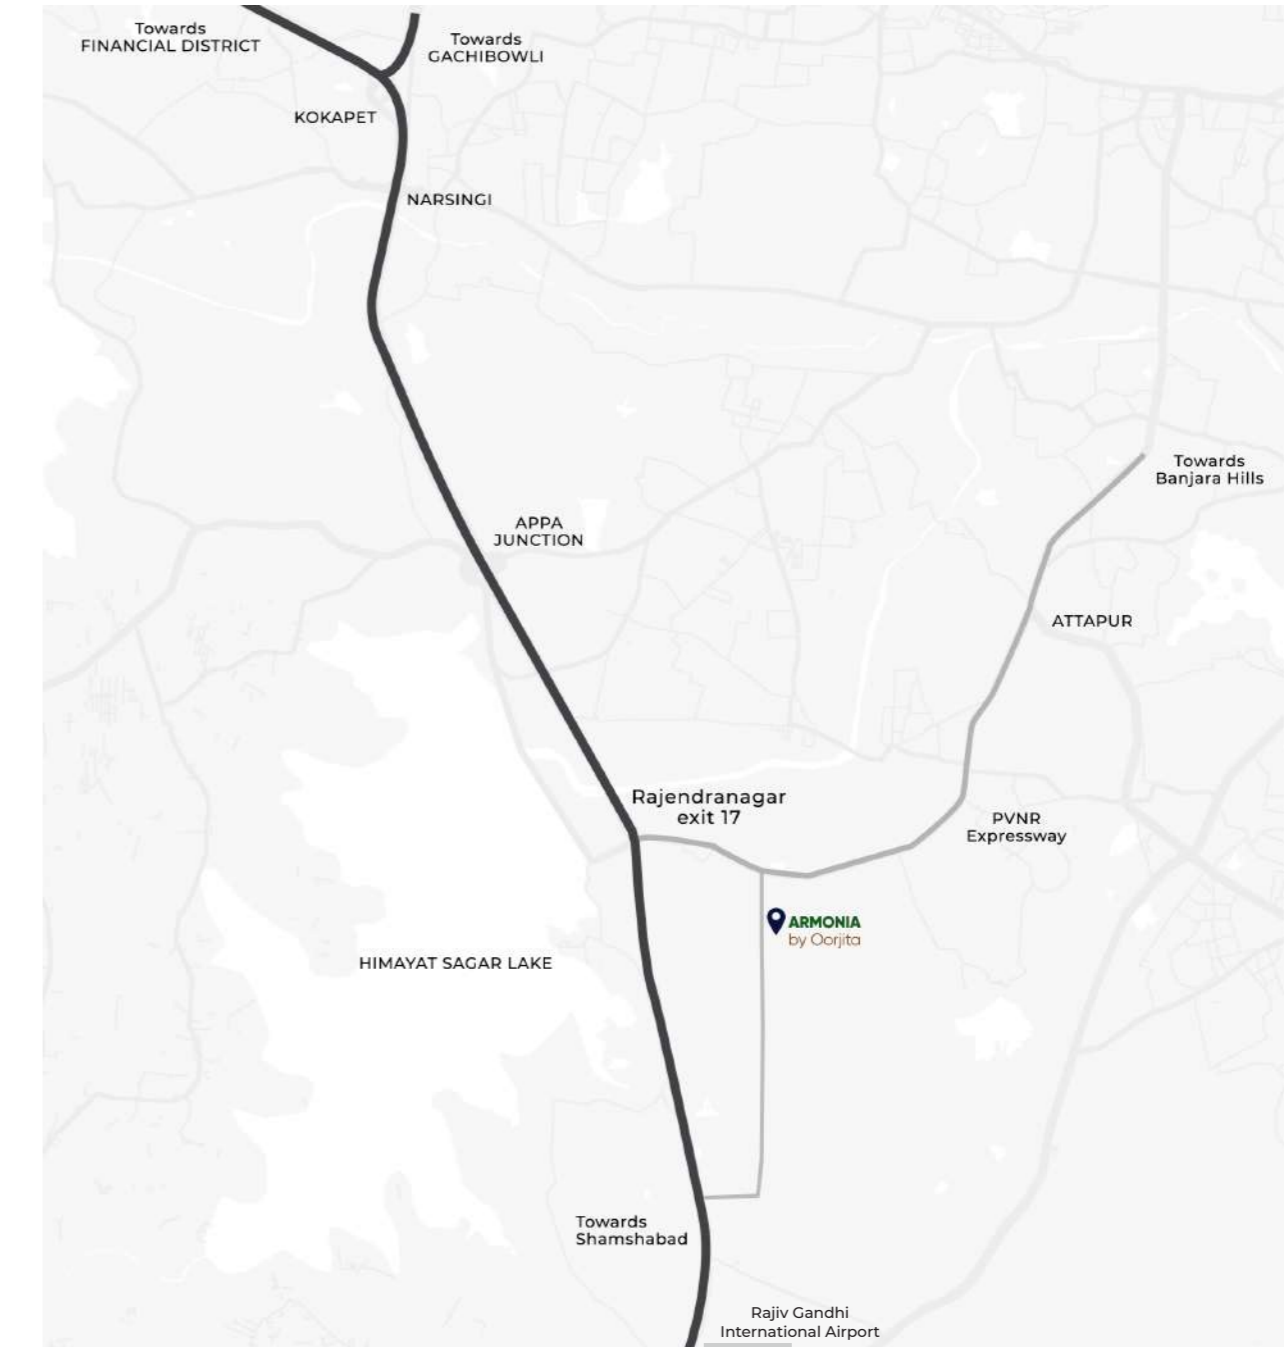 Towards
FINANCIAL DISTRICT
Towards
GACHIBOWLI
KOKAPET
NARSINGI
Towards
Banjara Hills
APPA
JUNCTION
ATTAPUR
Rajendranagar
exit 17
PVNR
Expressway
ARMONIA
by Oorjita
HIMAYAT SAGAR LAKE
Towards
Shamshabad
Rajiv Gandhi
International Airport